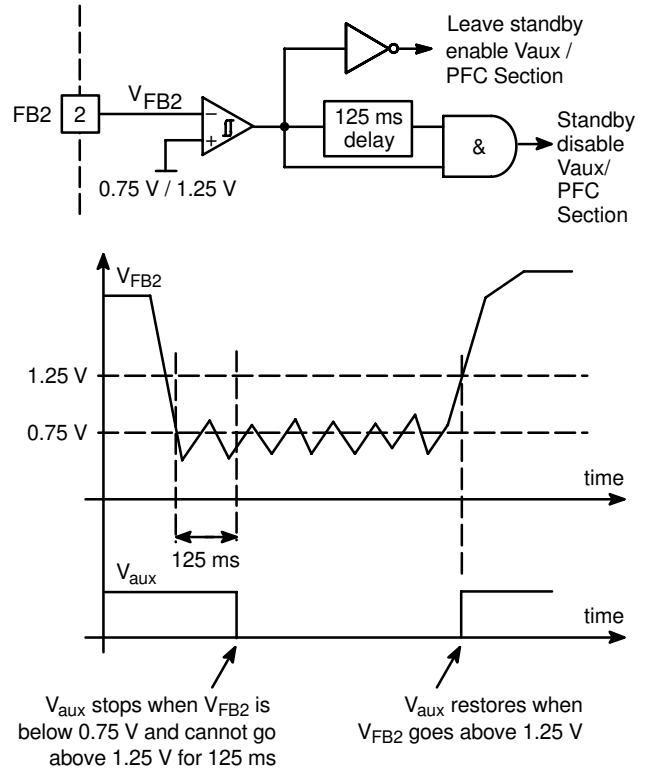 Leave standby
enable Vaux /
PFC Section
FB2
2
VFB2
−
+
125 ms
delay
&
Standby
disable
Vaux/
PFC
Section
0.75 V / 1.25 V
VFB2
1.25 V
0.75 V
time
125 ms
Vaux
time
Vaux stops when VFB2 is
below 0.75 V and cannot go
above 1.25 V for 125 ms
Vaux restores when
VFB2 goes above 1.25 V